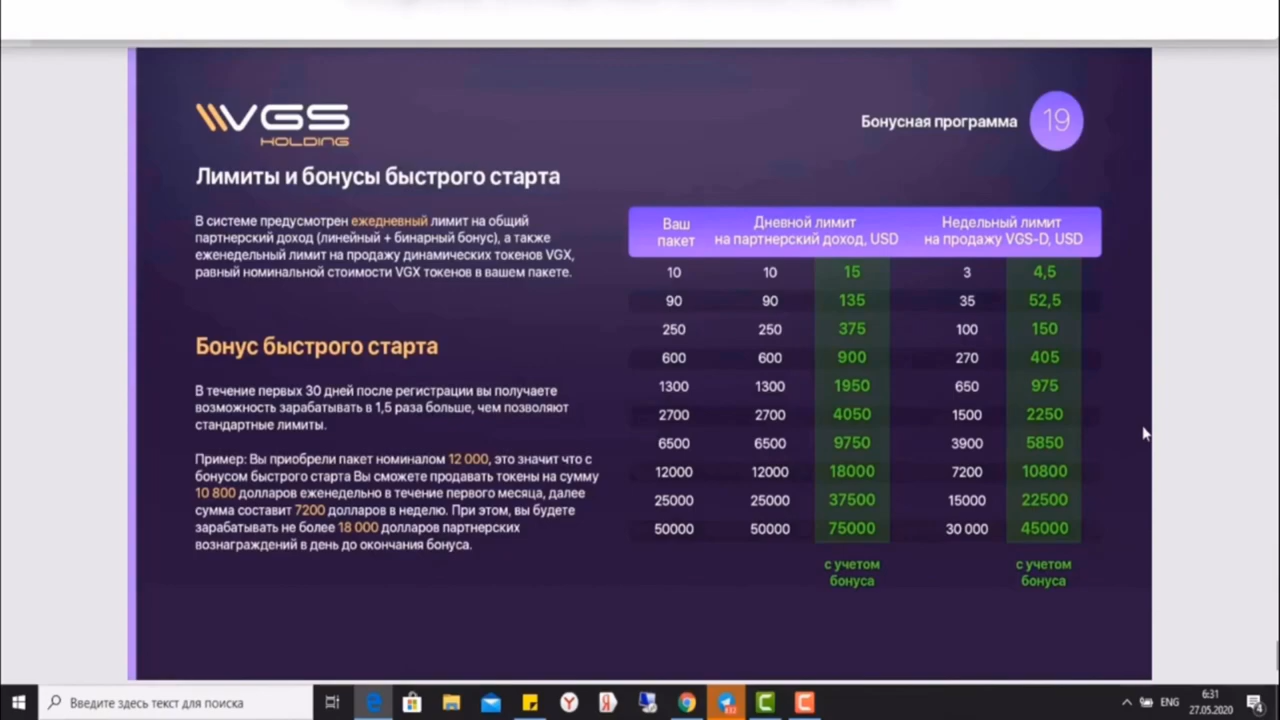 VGS
HOLDING
Бонусная программа
19
Лимиты и бонусы быстрого старта
В системе предусмотрен ежедневный лимит на общий
партнерский доход (линейный + бинарный бонус), а также
еженедельный лимит на продажу динамических токенов VGX,
равный номинальной стоимости VGX токенов в вашем пакете.
Бонус быстрого старта
В течение первых 30 дней после регистрации вы получаете
возможность зарабатывать в 1,5 раза больше, чем позволяют
стандартные лимиты.
Пример: Вы приобрели пакет номиналом 12 000, это значит что с
бонусом быстрого старта Вы сможете продавать токены на сумму
10 800 долларов еженедельно в течение первого месяца, далее
сумма составит 7200 долларов в неделю. При этом, вы будете
зарабатывать не более 18 000 долларов партнерских
вознаграждений в день до окончания бонуса.
Ваш Дневной лимит Недельный лимит
пакет на партнерский доход, USD на продажу VGS-D, USD
10 10 15 3 4,5
90 90 135 35 52,5
250 250 375 100 150
600 600 900 270 405
1300 1300 1950 650 975
2700 2700 4050 1500 2250
6500 6500 9750 3900 5850
12000 12000 18000 7200 10800
25000 25000 37500 15000 22500
50000 50000 75000 30 000 45000
с учетом с учетом
бонуса бонуса
Введите здесь текст для поиска
ENG
6:31
27.05.2020
4